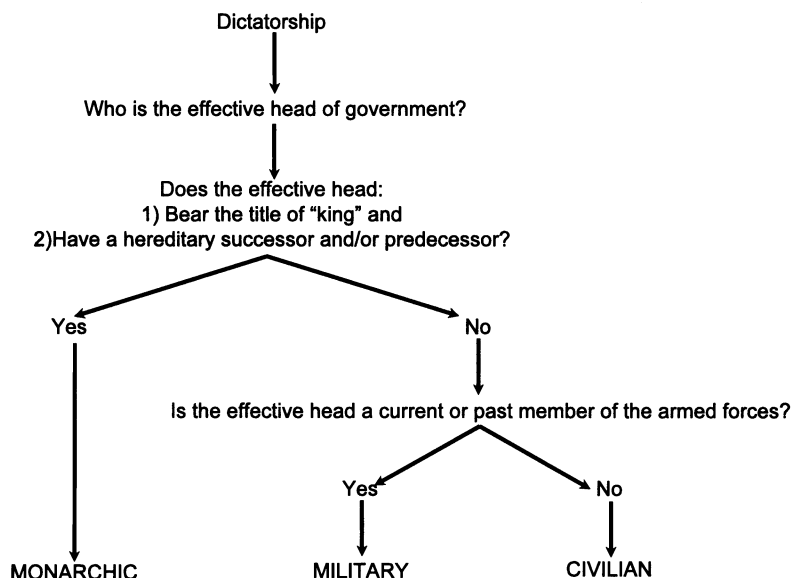 Dictatorship
Who is the effective head of government?
Does the effective head:
1) Bear the title of “king” and
2)Have a hereditary successor and/or predecessor?
Yes
No
Is the effective head a current or past member of the armed forces?
Yes
No
MONARCHIC
MILITARY
CIVILIAN